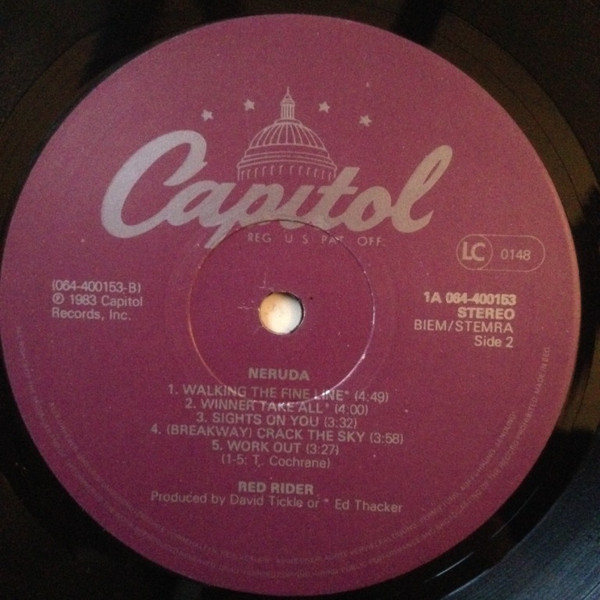 Capitol
REG. U.S. PAT. OFF.
LC 0148
(064-400153-B)
℗ 1983 Capitol
Records, Inc.
1A 064-400153
STEREO
BIEM/STEMRA
Side 2
NERUDA
1. WALKING THE FINE LINE* (4:49)
2. WINNER TAKE ALL* (4:00)
3. SIGHTS ON YOU (3:32)
4. (BREAKWAY) CRACK THE SKY (3:58)
5. WORK OUT (3:27)
(1-5: T. Cochrane)
RED RIDER
Produced by David Tickle or * Ed Thacker